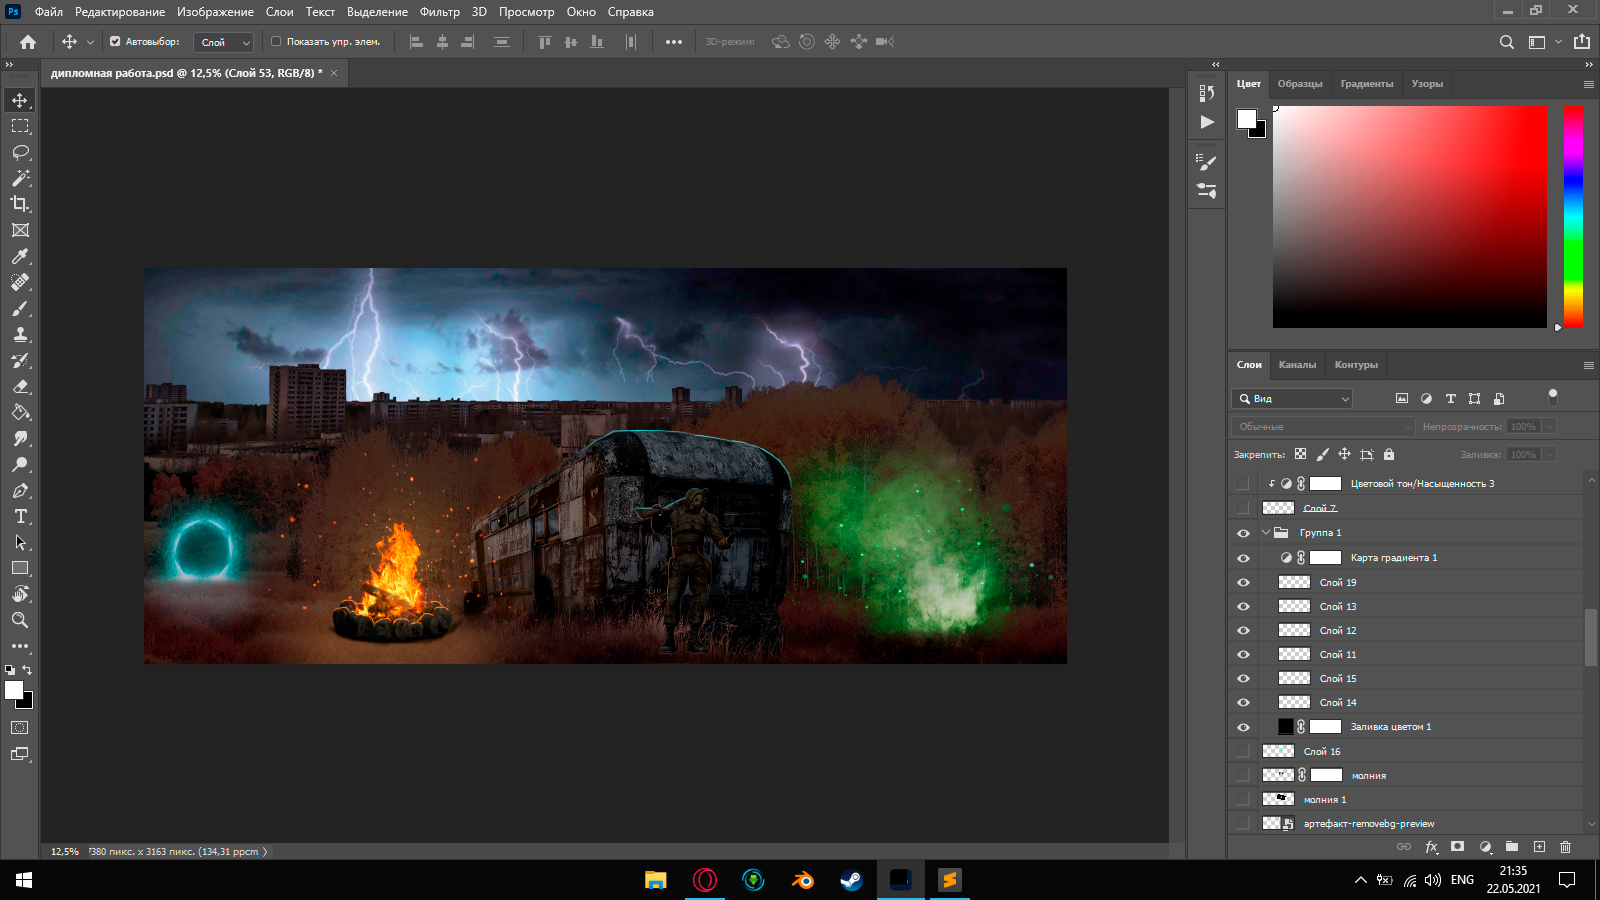 Ps Файл Редактирование Изображение Слои Текст Выделение Фильтр 3D Просмотр Окно Справка
Автовыбор: Слой Показать упр. элем. 3D-режим:
дипломная работа.psd @ 12,5% (Слой 53, RGB/8) *
Цвет Образцы Градиенты Узоры
Слои Каналы Контуры
Вид
Обычные Непрозрачность: 100%
Закрепить: Заливка: 100%
Цветовой тон/Насыщенность 3
Слой 7
Группа 1
Карта градиента 1
Слой 19
Слой 13
Слой 12
Слой 11
Слой 15
Слой 14
Заливка цветом 1
Слой 16
молния
молния 1
артефакт-removebg-preview
12,5% 7380 пикс. x 3163 пикс. (134,31 ppcm)
ENG
21:35
22.05.2021